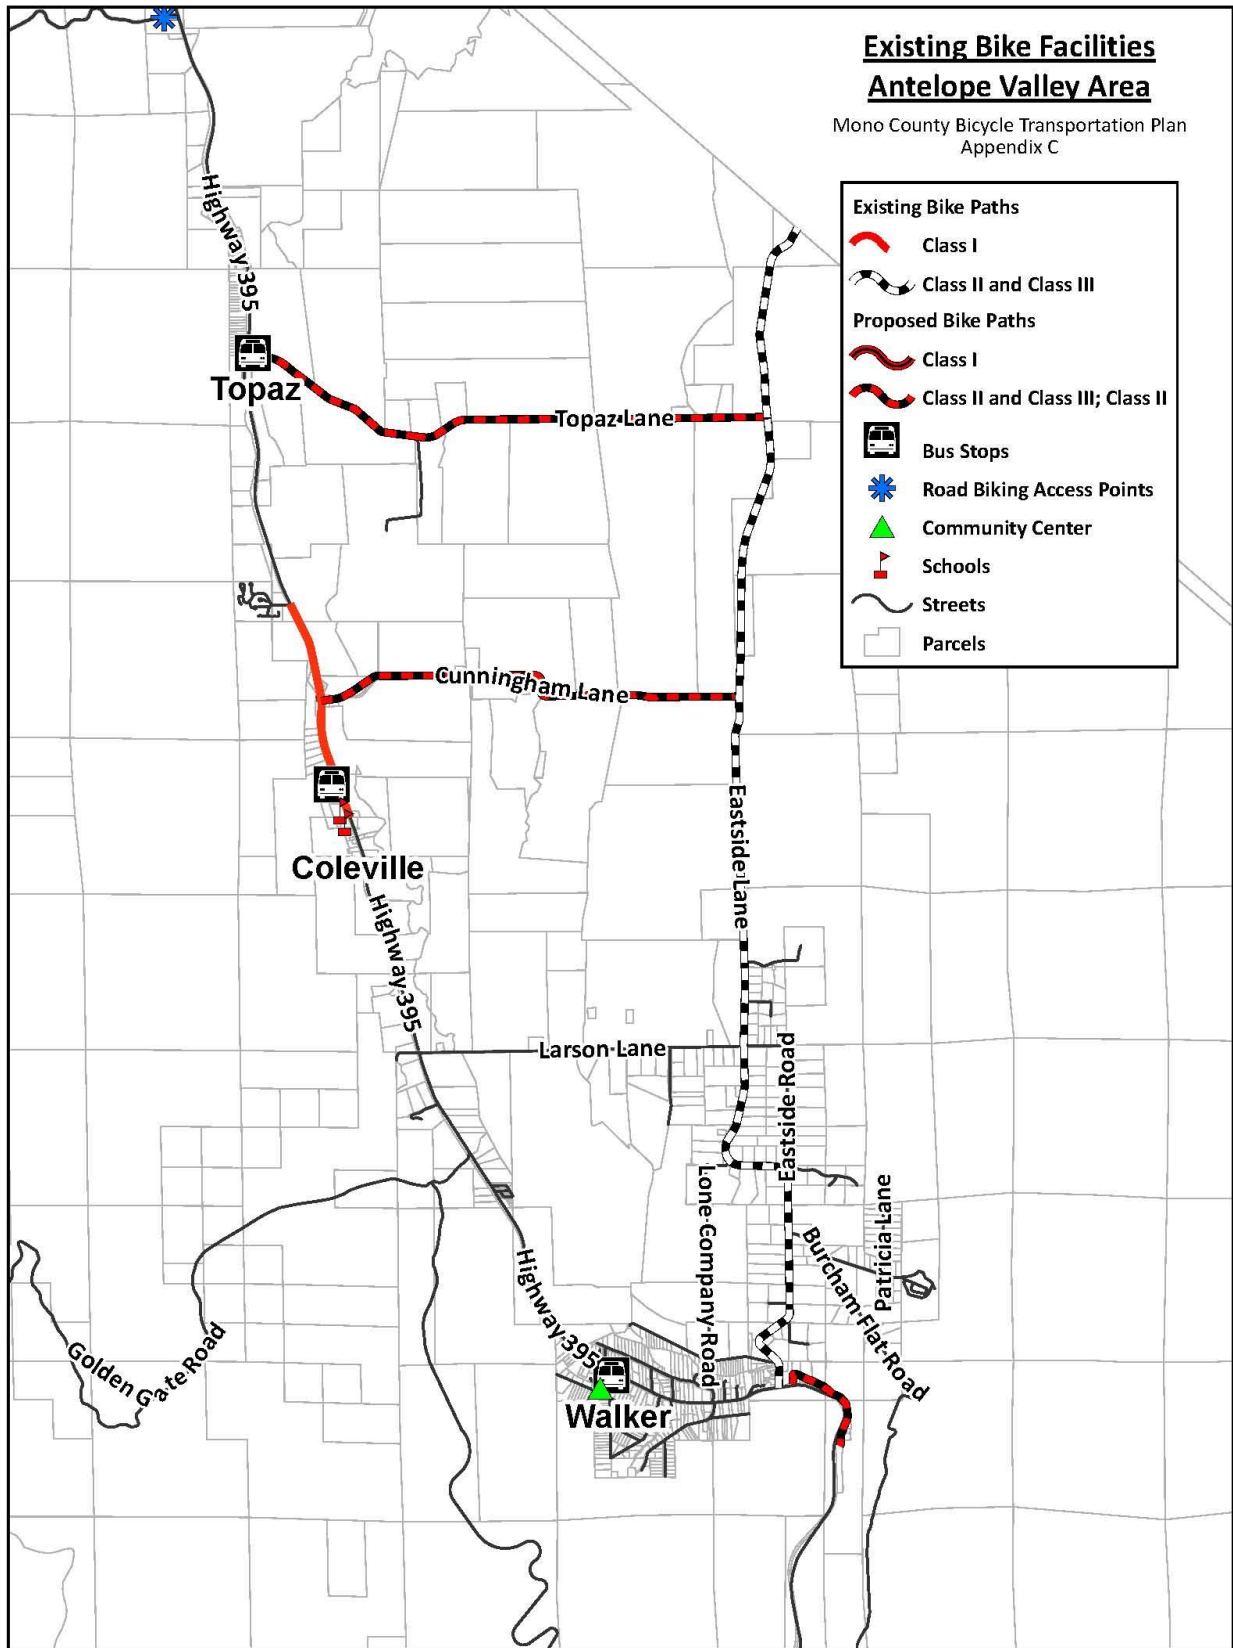 Existing Bike Facilities
Antelope Valley Area
Mono County Bicycle Transportation Plan
Appendix C
Existing Bike Paths
Class I
Class II and Class III
Proposed Bike Paths
Class I
Class II and Class III; Class II
Bus Stops
Road Biking Access Points
Community Center
Schools
Streets
Parcels
Highway 395
Topaz
Topaz Lane
Cunningham Lane
Eastside Lane
Coleville
Highway 395
Larson Lane
Eastside Road
Lone Company Road
Patricia Lane
Burcham Flat Road
Highway 395
Golden Gate Road
Walker